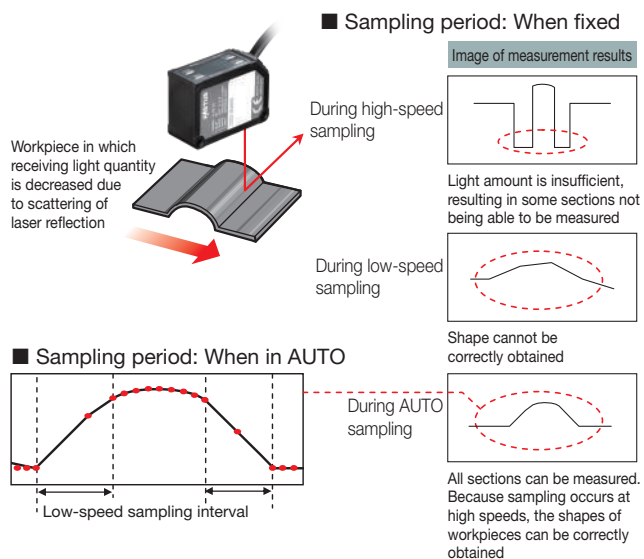 ■ Sampling period: When fixed
Image of measurement results
During high-speed
sampling
Workpiece in which
receiving light quantity
is decreased due
to scattering of
laser reflection
Light amount is insufficient,
resulting in some sections not
being able to be measured
During low-speed
sampling
Shape cannot be
correctly obtained
■ Sampling period: When in AUTO
During AUTO
sampling
Low-speed sampling interval
All sections can be measured.
Because sampling occurs at
high speeds, the shapes of
workpieces can be correctly
obtained